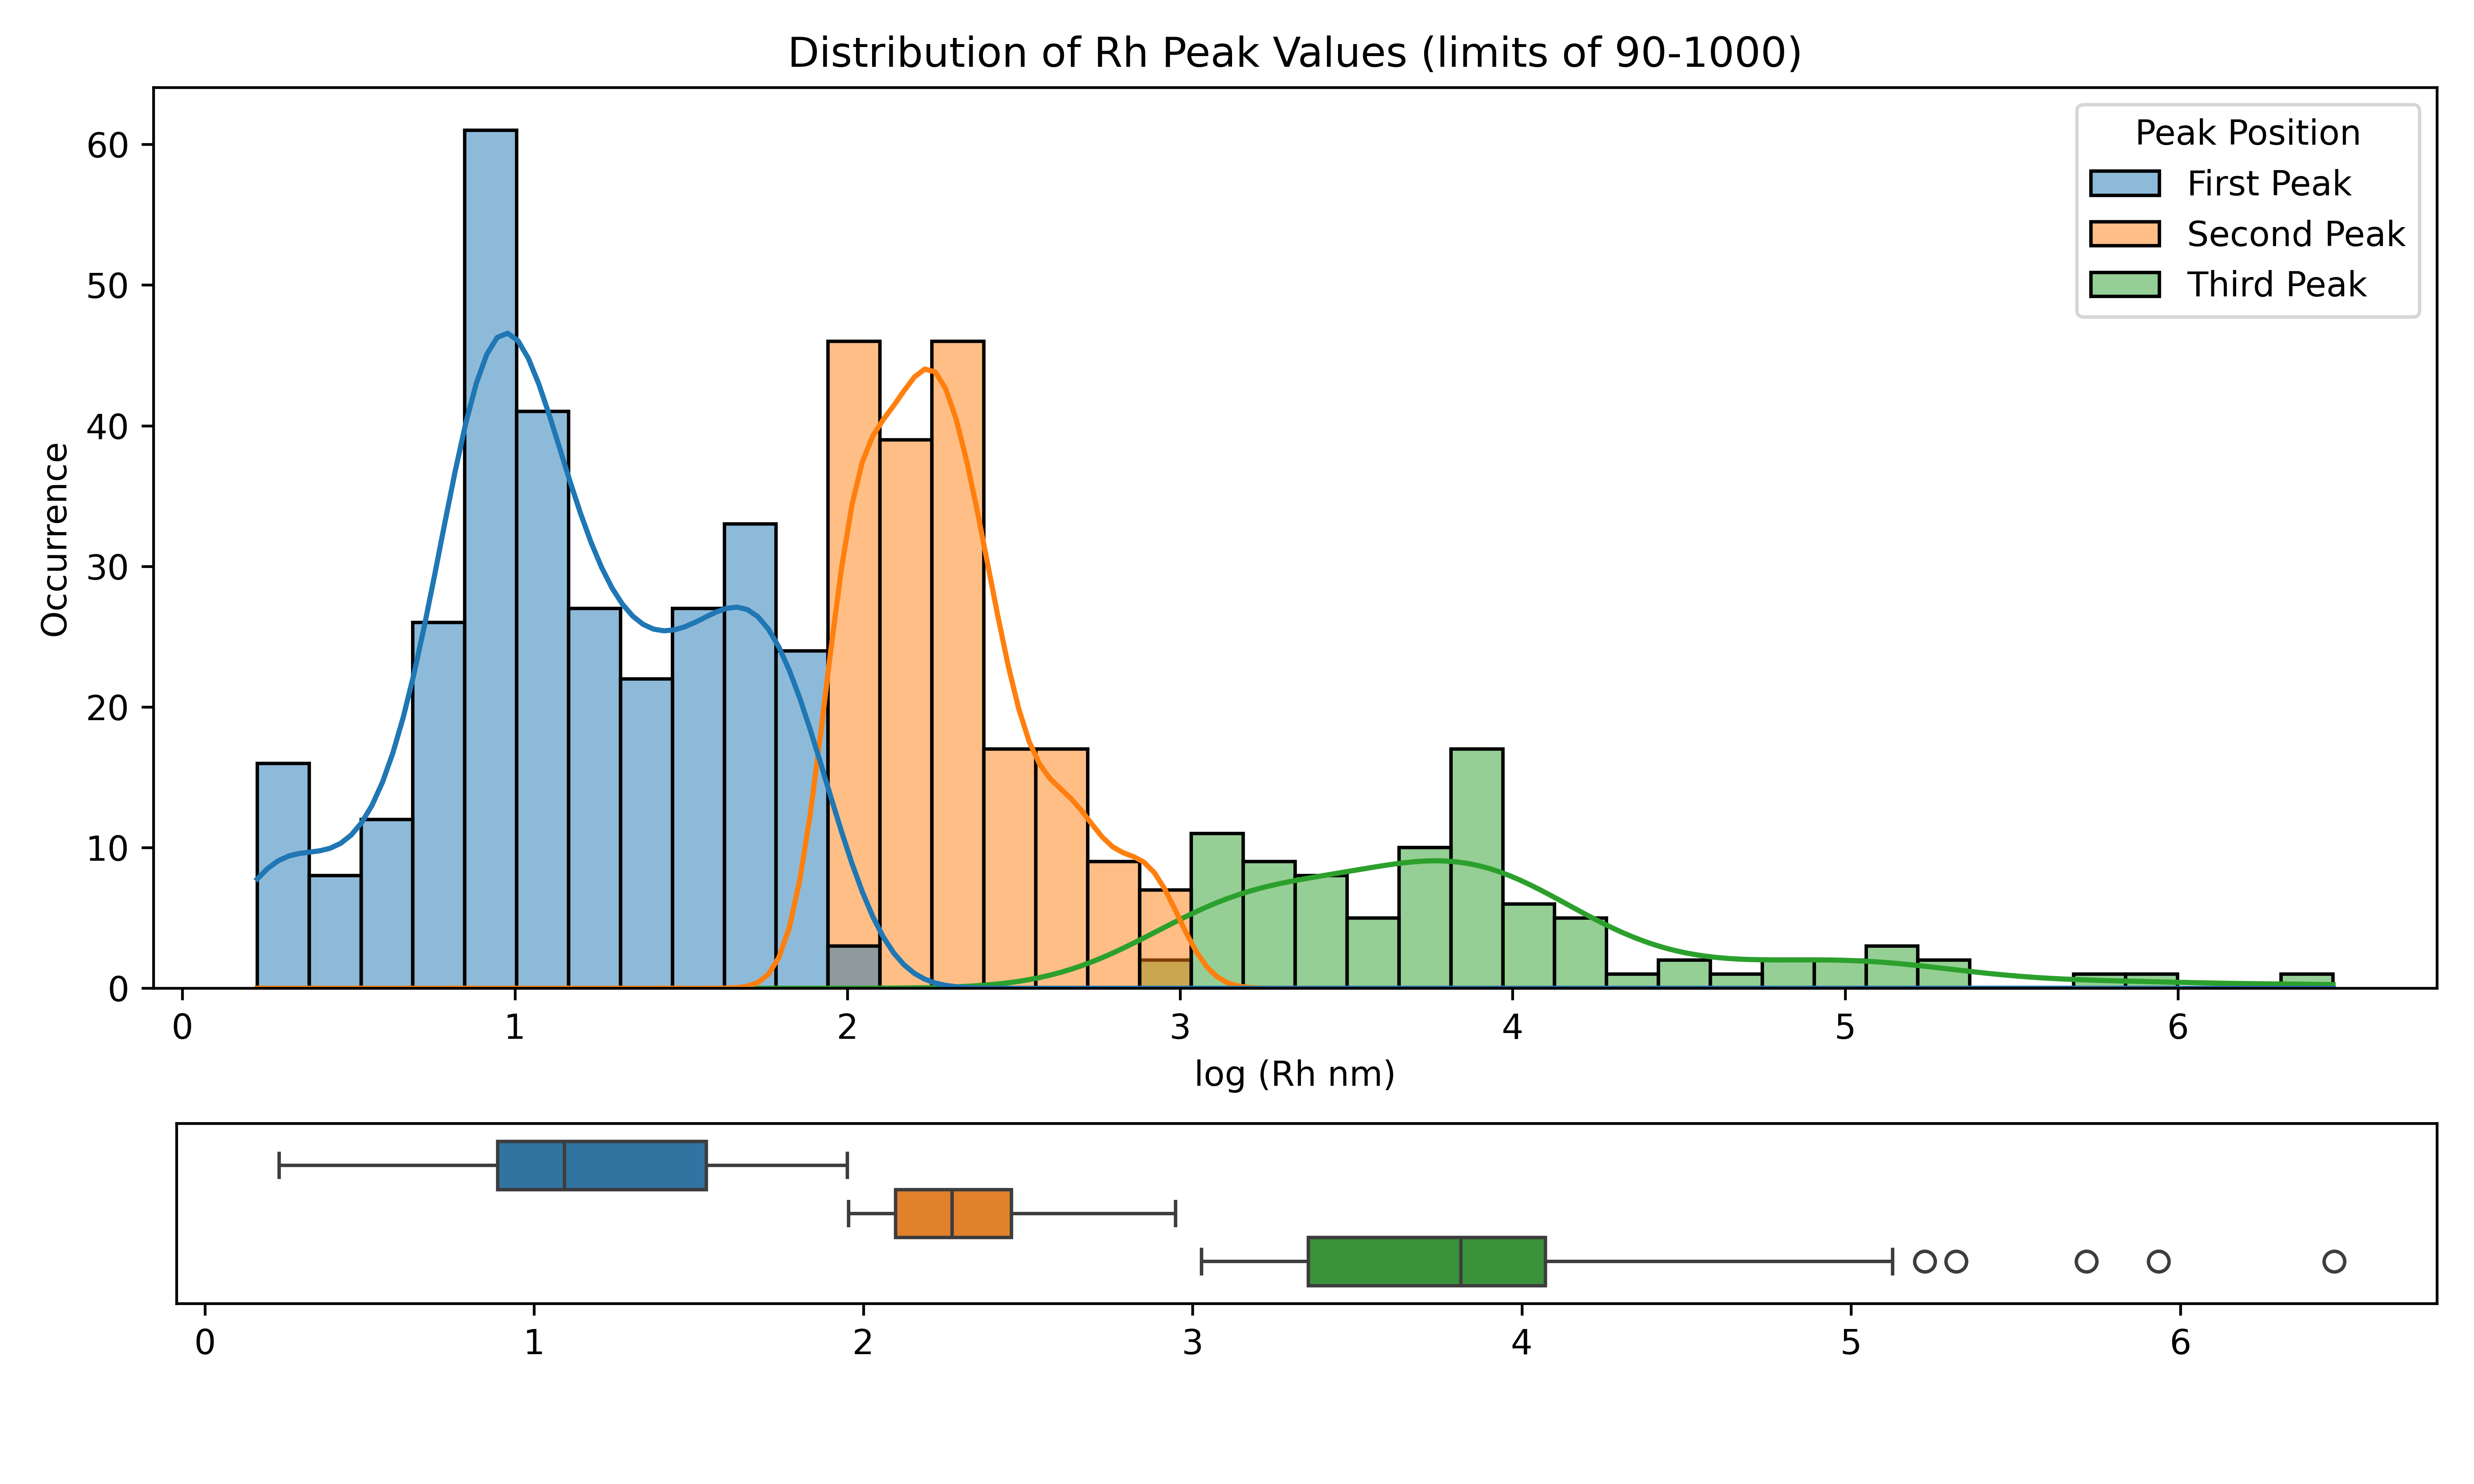 Distribution of Rh Peak Values (limits of 90-1000)
Peak Position
First Peak
Second Peak
Third Peak
Occurrence
60
50
40
30
20
10
0
0 1 2 3 4 5 6
log (Rh nm)
0 1 2 3 4 5 6